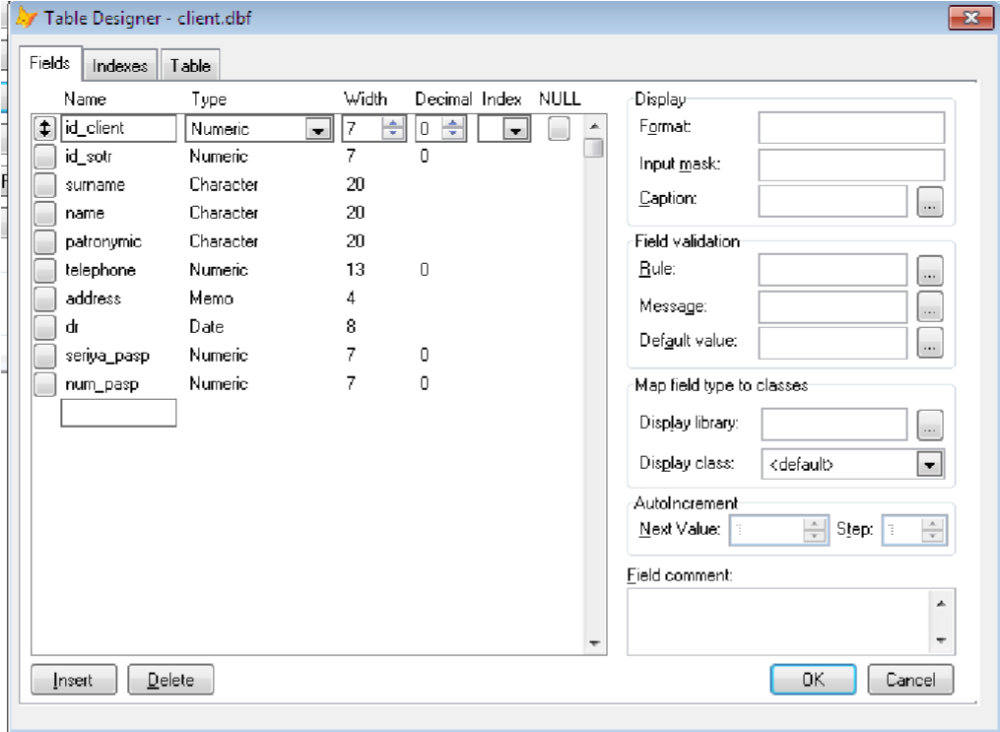 Table Designer - client.dbf
Fields Indexes Table
Name Type Width Decimal Index NULL
id_client Numeric 7 0
id_sotr Numeric 7 0
surname Character 20
name Character 20
patronymic Character 20
telephone Numeric 13 0
address Memo 4
dr Date 8
seriya_pasp Numeric 7 0
num_pasp Numeric 7 0
Display
Format:
Input mask:
Caption:
...
Field validation
Rule:
...
Message:
...
Default value:
...
Map field type to classes
Display library:
...
Display class: <default>
AutoIncrement
Next Value: 1 Step: 1
Field comment:
Insert Delete OK Cancel